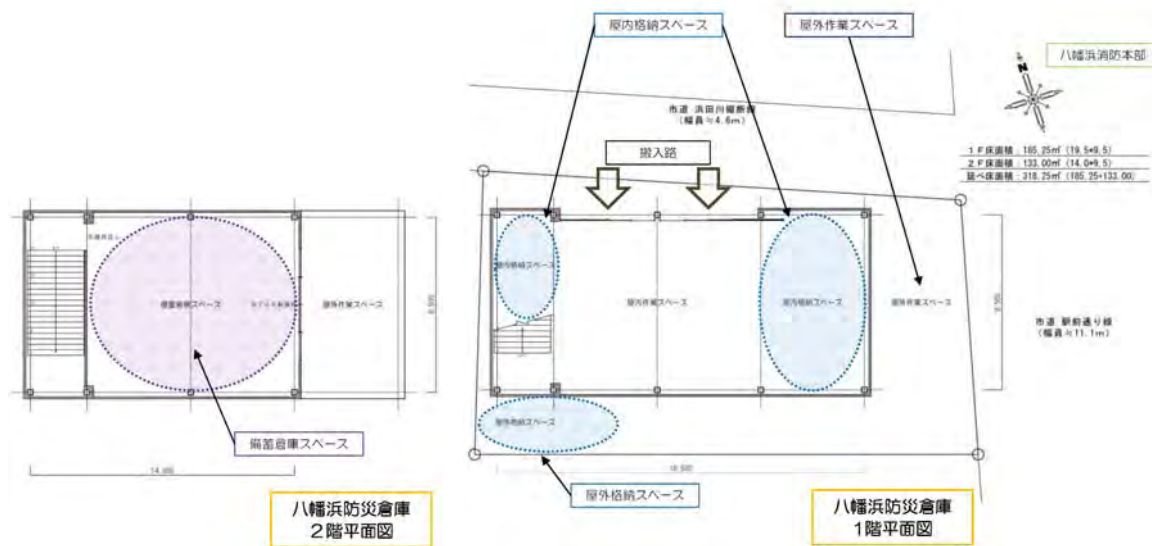 屋内格納スペース
屋外作業スペース
八幡浜消防本部
N
市道 浜田川
(幅員≒4.6m)
搬入路
1F床面積：185.25㎡ (19.5*9.5)
2F床面積：133.00㎡ (14.0*9.5)
延べ床面積：318.25㎡ (185.25+133.00)
備蓄倉庫スペース
屋外作業スペース
9,500
屋内格納スペース
屋内作業スペース
屋内格納スペース
屋外作業スペース
9,500
市道 駅前通り線
(幅員≒11.1m)
屋外格納スペース
備蓄倉庫スペース
14,000
屋外格納スペース
八幡浜防災倉庫
2階平面図
八幡浜防災倉庫
1階平面図